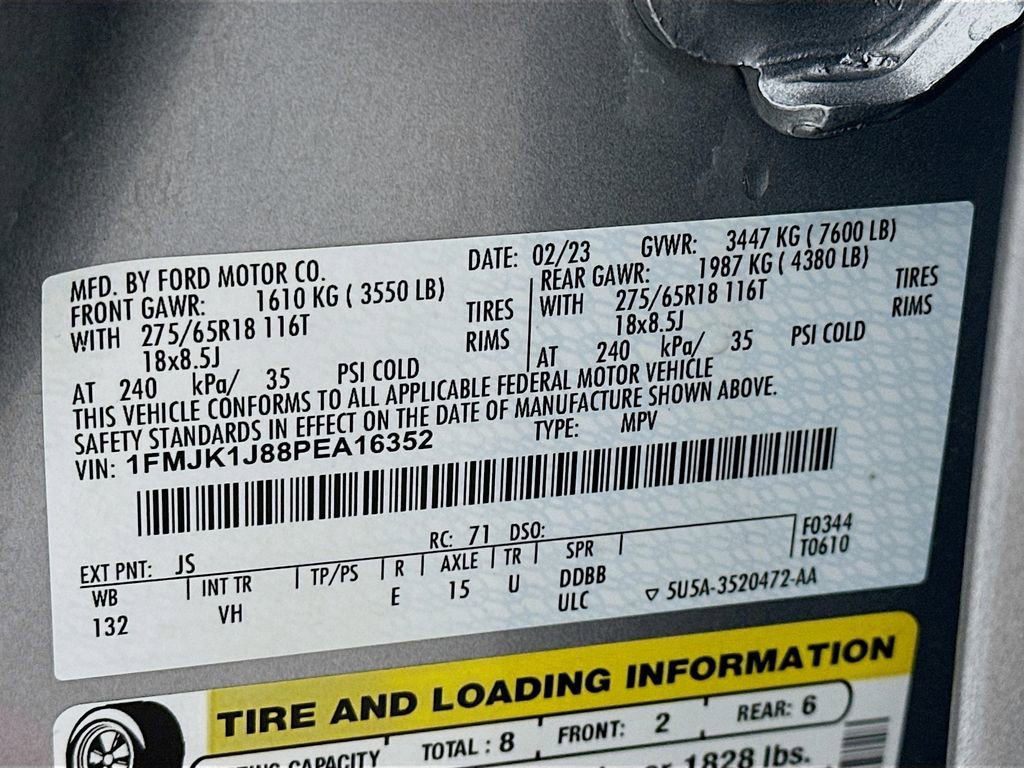 MFD. BY FORD MOTOR CO. DATE: 02/23 GVWR: 3447 KG ( 7600 LB)
FRONT GAWR: 1610 KG ( 3550 LB) REAR GAWR: 1987 KG ( 4380 LB)
WITH 275/65R18 116T TIRES WITH 275/65R18 116T TIRES
18x8.5J RIMS 18x8.5J RIMS
AT 240 kPa/ 35 PSI COLD AT 240 kPa/ 35 PSI COLD
THIS VEHICLE CONFORMS TO ALL APPLICABLE FEDERAL MOTOR VEHICLE
SAFETY STANDARDS IN EFFECT ON THE DATE OF MANUFACTURE SHOWN ABOVE.
VIN: 1FMJK1J88PEA16352 TYPE: MPV
F0344
T0610
EXT PNT: JS RC: 71 DSO:
WB INT TR TP/PS R AXLE TR SPR
132 VH E 15 U DDBB
ULC 5U5A-3520472-AA
TIRE AND LOADING INFORMATION
CAPACITY TOTAL : 8 FRONT: 2 REAR: 6
1828 lbs.